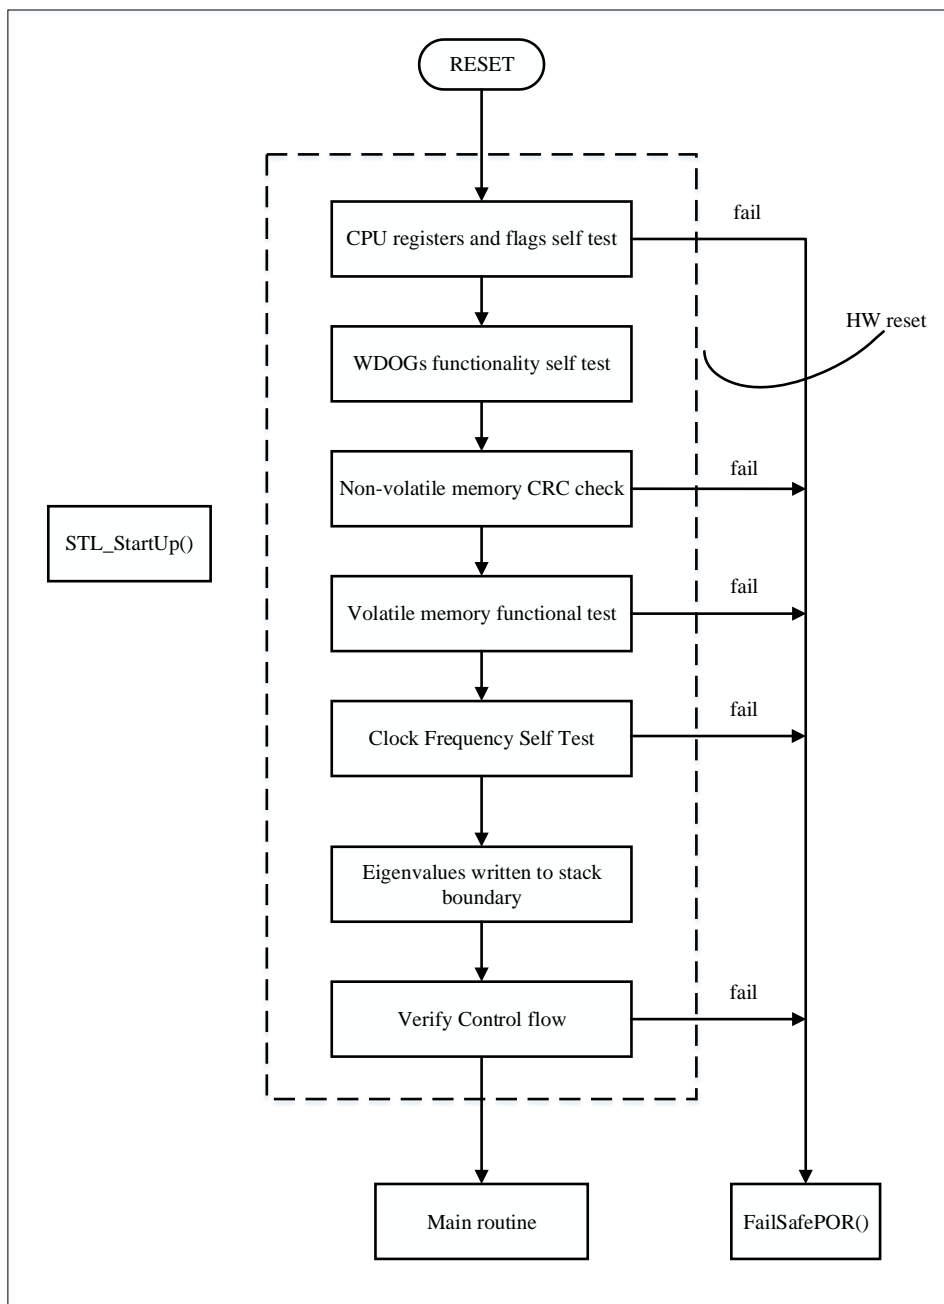 RESET
CPU registers and flags self test
fail
HW reset
WDOGs functionality self test
Non-volatile memory CRC check
fail
STL_StartUp()
Volatile memory functional test
fail
Clock Frequency Self Test
fail
Eigenvalues written to stack
boundary
Verify Control flow
fail
Main routine
FailSafePOR()